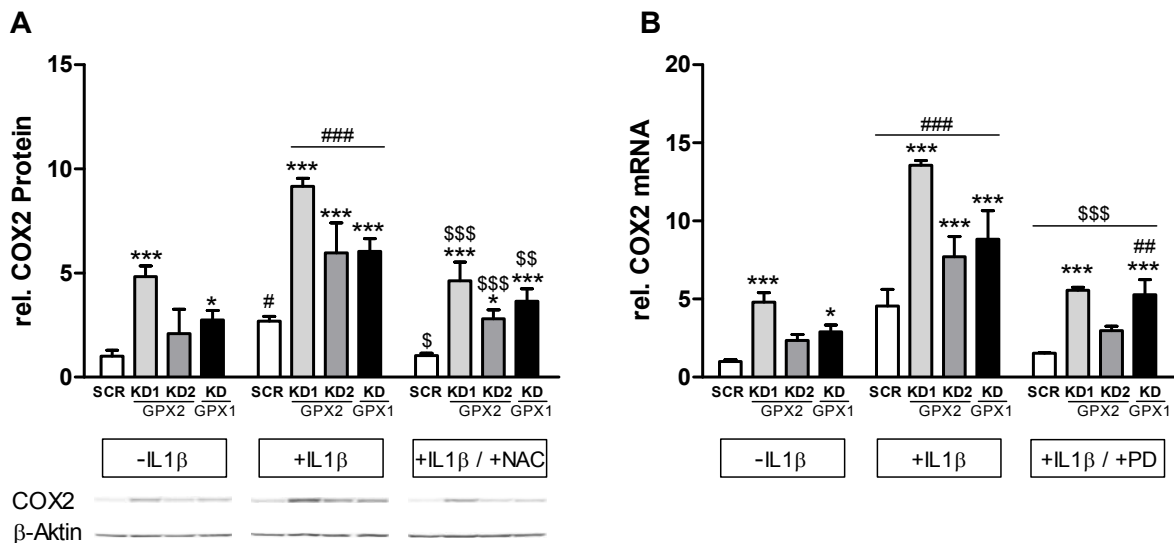 A
rel. COX2 Protein
15
10
5
0
***
*
#
***
***
***
###
$
$$$
***
$$$
*
$$
***
SCR KD1 KD2 KD
GPX2 GPX1
SCR KD1 KD2 KD
GPX2 GPX1
SCR KD1 KD2 KD
GPX2 GPX1
-IL1β
+IL1β
+IL1β / +NAC
COX2
β-Aktin
B
rel. COX2 mRNA
20
15
10
5
0
***
*
###
***
***
***
$$$
***
##
***
SCR KD1 KD2 KD
GPX2 GPX1
SCR KD1 KD2 KD
GPX2 GPX1
SCR KD1 KD2 KD
GPX2 GPX1
-IL1β
+IL1β
+IL1β / +PD